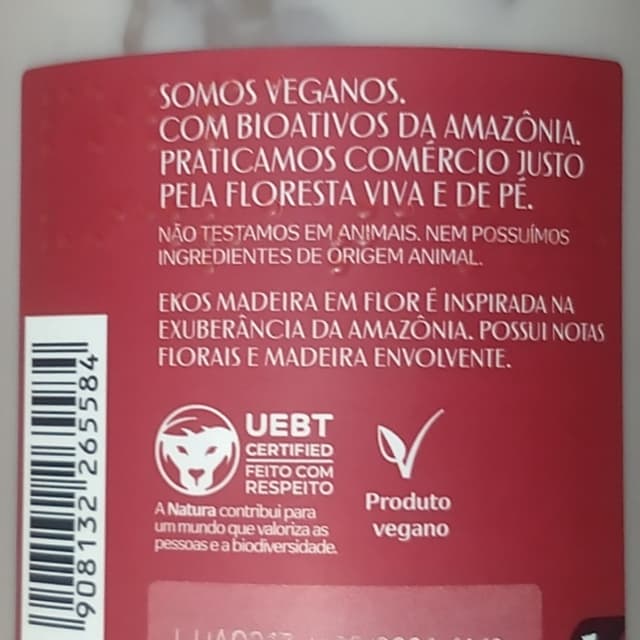 SOMOS VEGANOS.
COM BIOATIVOS DA AMAZÔNIA.
PRATICAMOS COMÉRCIO JUSTO
PELA FLORESTA VIVA E DE PÉ.
NÃO TESTAMOS EM ANIMAIS. NEM POSSUÍMOS
INGREDIENTES DE ORIGEM ANIMAL.
EKOS MADEIRA EM FLOR É INSPIRADA NA
EXUBERÂNCIA DA AMAZÔNIA. POSSUI NOTAS
FLORAIS E MADEIRA ENVOLVENTE.
UEBT
CERTIFIED
FEITO COM
RESPEITO
A Natura contribui para
um mundo que valoriza as
pessoas e a biodiversidade.
Produto
vegano
908132 265584